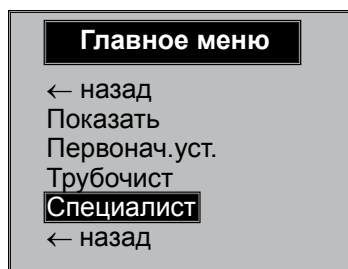 Главное меню
← назад
Показать
Первонач.уст.
Трубочист
Специалист
← назад